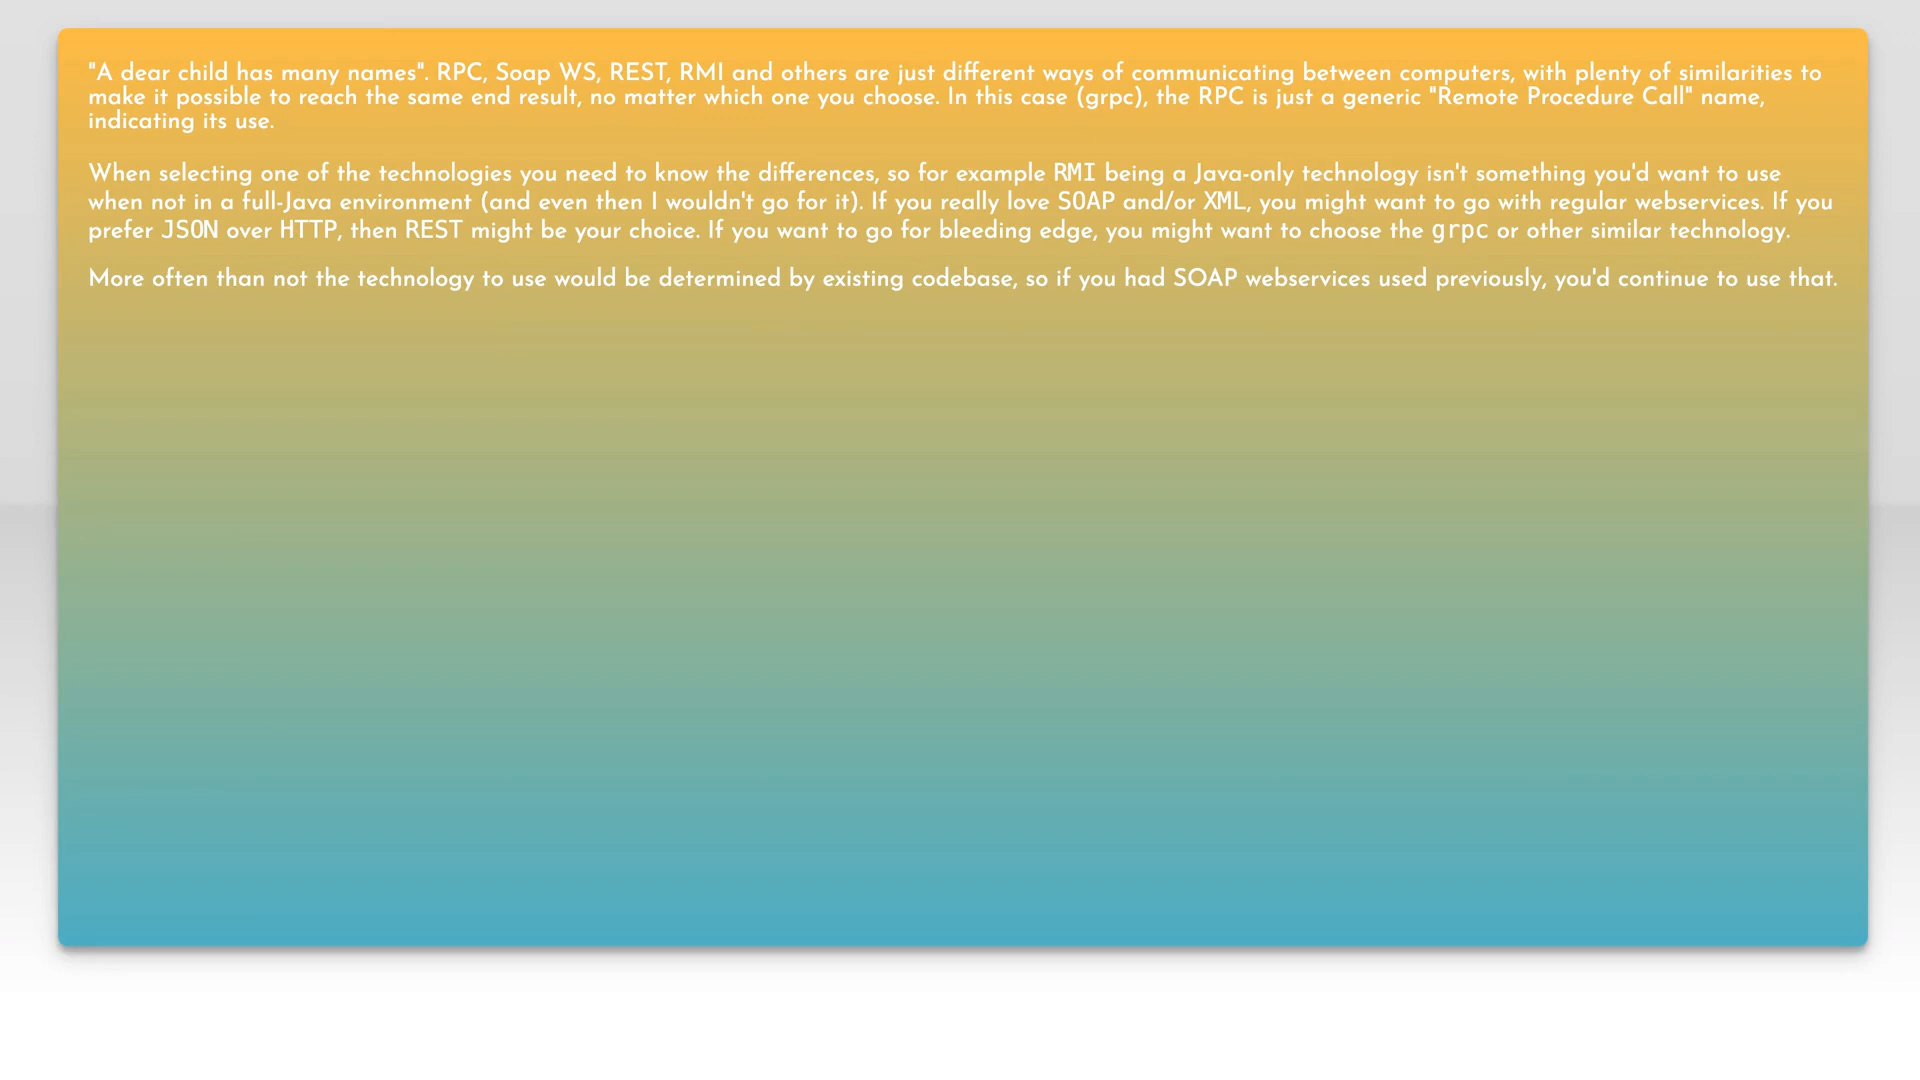 "A dear child has many names". RPC, Soap WS, REST, RMI and others are just different ways of communicating between computers, with plenty of similarities to
make it possible to reach the same end result, no matter which one you choose. In this case (grpc), the RPC is just a generic "Remote Procedure Call" name,
indicating its use.
When selecting one of the technologies you need to know the differences, so for example RMI being a Java-only technology isn't something you'd want to use
when not in a full-Java environment (and even then I wouldn't go for it). If you really love SOAP and/or XML, you might want to go with regular webservices. If you
prefer JSON over HTTP, then REST might be your choice. If you want to go for bleeding edge, you might want to choose the grpc or other similar technology.
More often than not the technology to use would be determined by existing codebase, so if you had SOAP webservices used previously, you'd continue to use that.